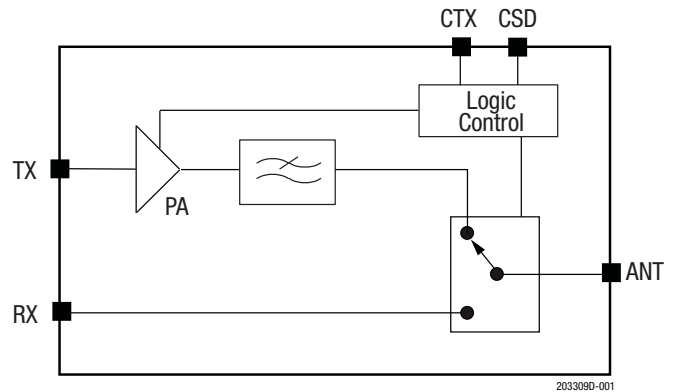 CTX CSD
Logic
Control
TX
PA
ANT
RX
203309D-001